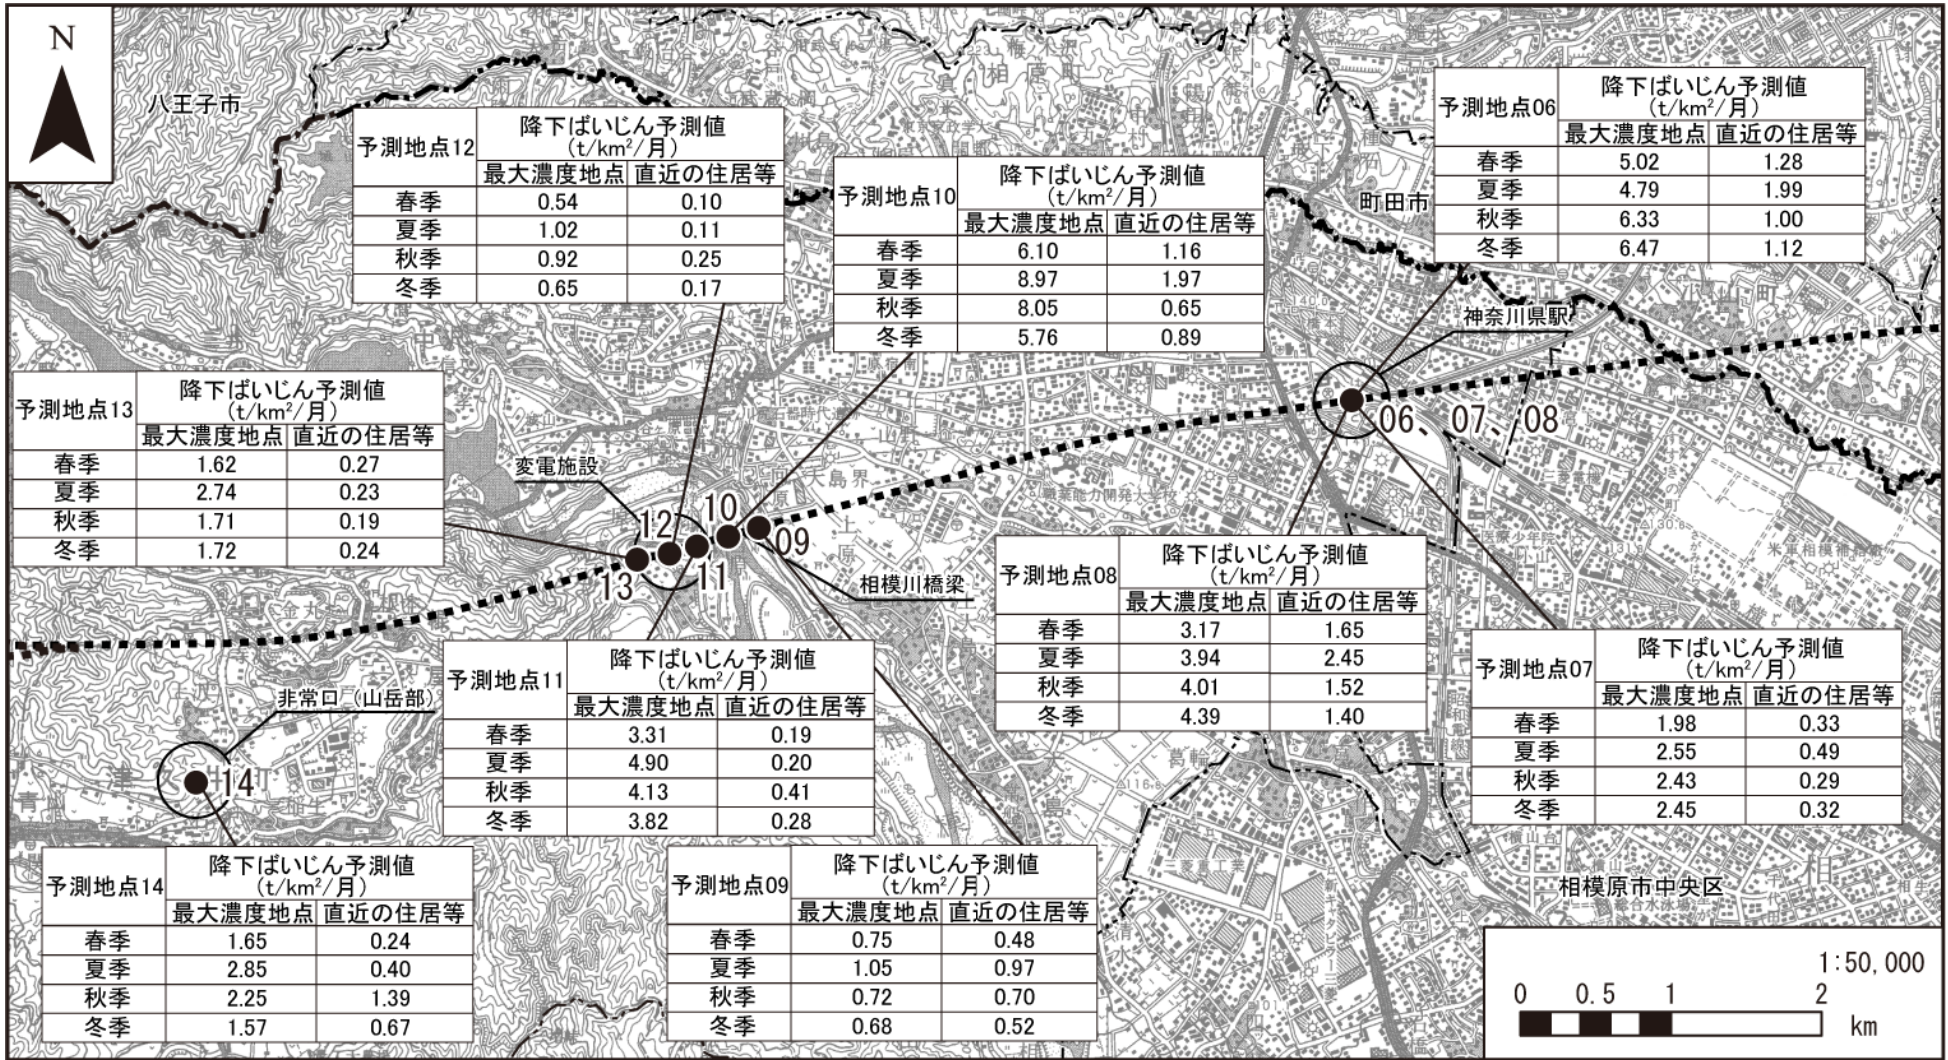 N
八王子市
予測地点12 降下ばいじん予測値
(t/km²/月)
最大濃度地点 直近の住居等
春季 0.54 0.10
夏季 1.02 0.11
秋季 0.92 0.25
冬季 0.65 0.17
予測地点10 降下ばいじん予測値
(t/km²/月)
最大濃度地点 直近の住居等
春季 6.10 1.16
夏季 8.97 1.97
秋季 8.05 0.65
冬季 5.76 0.89
予測地点06 降下ばいじん予測値
(t/km²/月)
最大濃度地点 直近の住居等
春季 5.02 1.28
夏季 4.79 1.99
秋季 6.33 1.00
冬季 6.47 1.12
相原町
町田市
小山町
神奈川県駅
06 07 08
予測地点13 降下ばいじん予測値
(t/km²/月)
最大濃度地点 直近の住居等
春季 1.62 0.27
夏季 2.74 0.23
秋季 1.71 0.19
冬季 1.72 0.24
変電施設
12 10 09
13 11
相模川橋梁
職業能力開発大学校
大島界
上原
予測地点08 降下ばいじん予測値
(t/km²/月)
最大濃度地点 直近の住居等
春季 3.17 1.65
夏季 3.94 2.45
秋季 4.01 1.52
冬季 4.39 1.40
予測地点07 降下ばいじん予測値
(t/km²/月)
最大濃度地点 直近の住居等
春季 1.98 0.33
夏季 2.55 0.49
秋季 2.43 0.29
冬季 2.45 0.32
予測地点11 降下ばいじん予測値
(t/km²/月)
最大濃度地点 直近の住居等
春季 3.31 0.19
夏季 4.90 0.20
秋季 4.13 0.41
冬季 3.82 0.28
非常口（山岳部）
14
予測地点14 降下ばいじん予測値
(t/km²/月)
最大濃度地点 直近の住居等
春季 1.65 0.24
夏季 2.85 0.40
秋季 2.25 1.39
冬季 1.57 0.67
予測地点09 降下ばいじん予測値
(t/km²/月)
最大濃度地点 直近の住居等
春季 0.75 0.48
夏季 1.05 0.97
秋季 0.72 0.70
冬季 0.68 0.52
三菱重工業
相模原市中央区
1:50,000
0 0.5 1 2
km